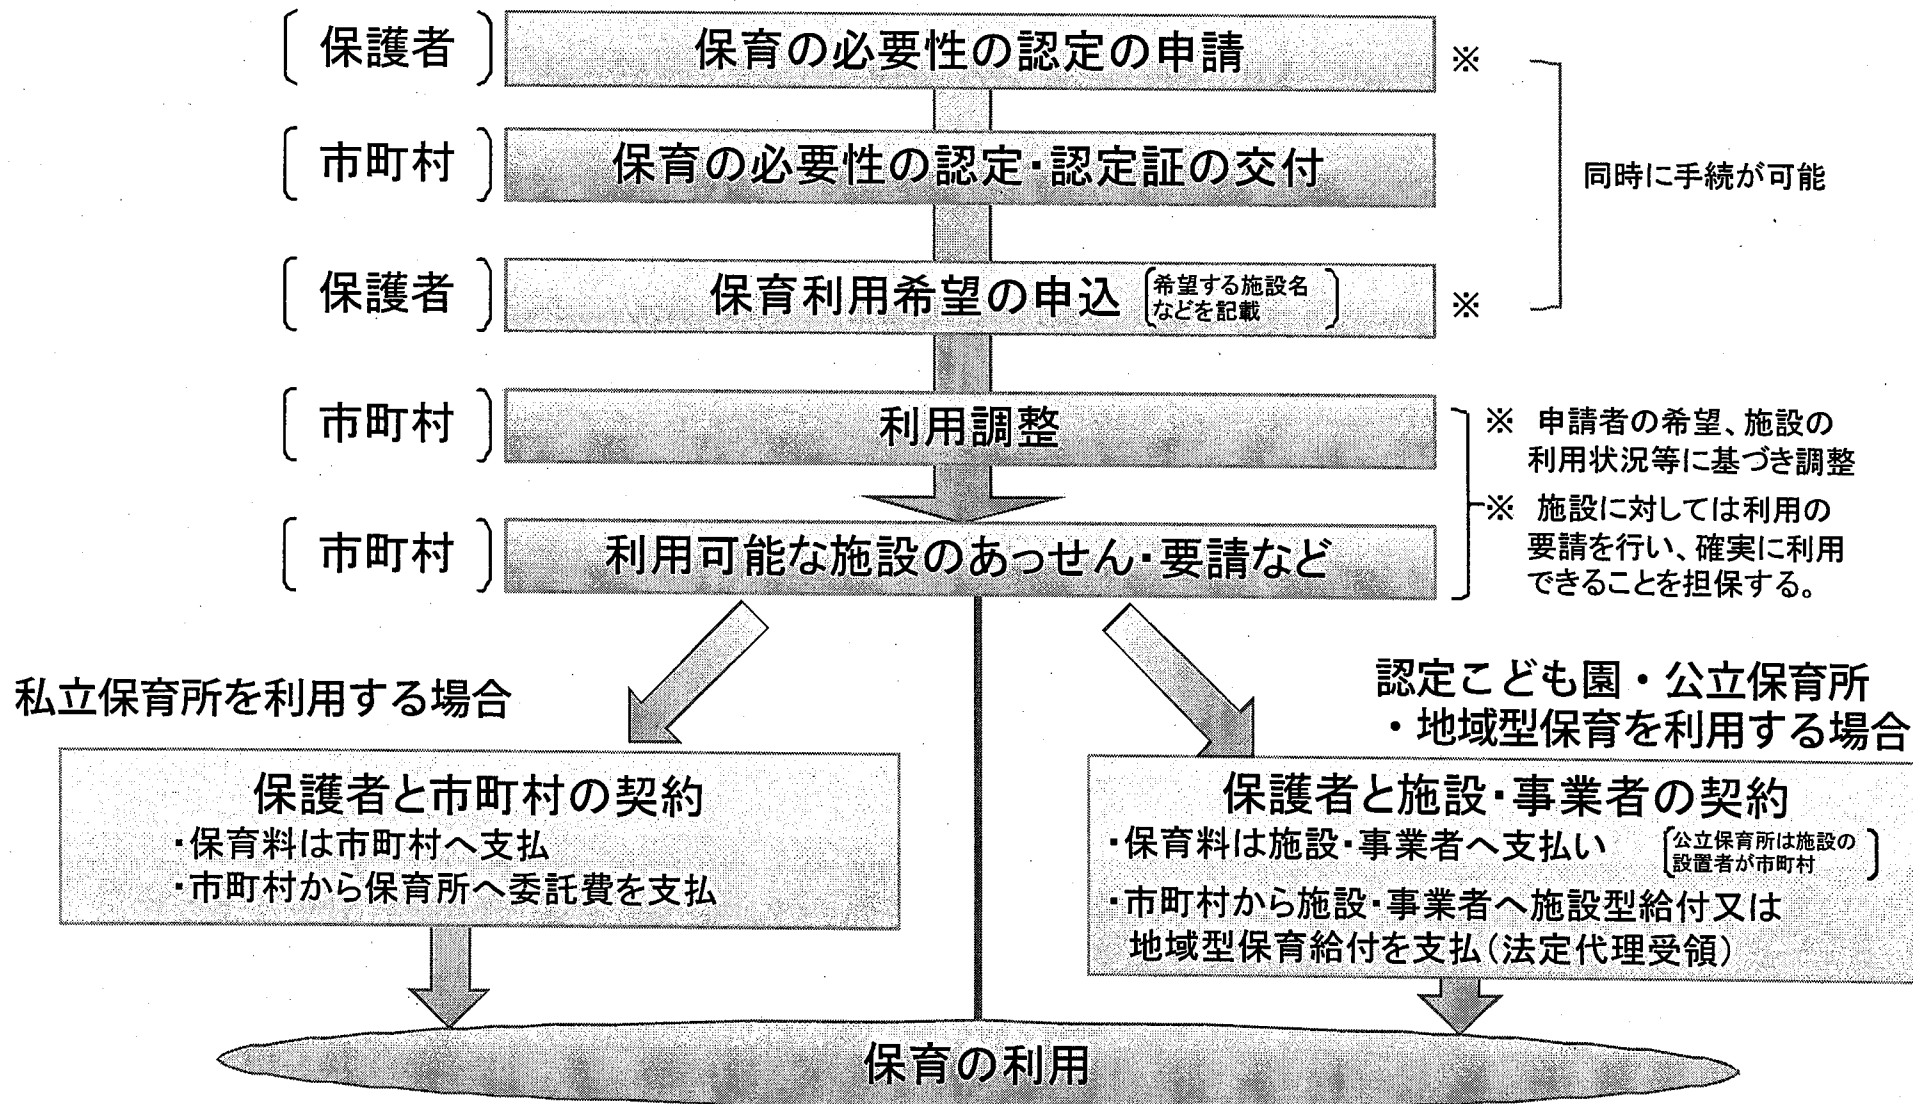 〔保護者〕 保育の必要性の認定の申請 ※
〔市町村〕 保育の必要性の認定・認定証の交付
同時に手続が可能
〔保護者〕 保育利用希望の申込 〔希望する施設名
などを記載〕 ※
〔市町村〕 利用調整
〔市町村〕 利用可能な施設のあっせん・要請など
※ 申請者の希望、施設の
利用状況等に基づき調整
※ 施設に対しては利用の
要請を行い、確実に利用
できることを担保する。
私立保育所を利用する場合
保護者と市町村の契約
・保育料は市町村へ支払
・市町村から保育所へ委託費を支払
認定こども園・公立保育所
・地域型保育を利用する場合
保護者と施設・事業者の契約
・保育料は施設・事業者へ支払い 〔公立保育所は施設の
設置者が市町村〕
・市町村から施設・事業者へ施設型給付又は
地域型保育給付を支払(法定代理受領)
保育の利用